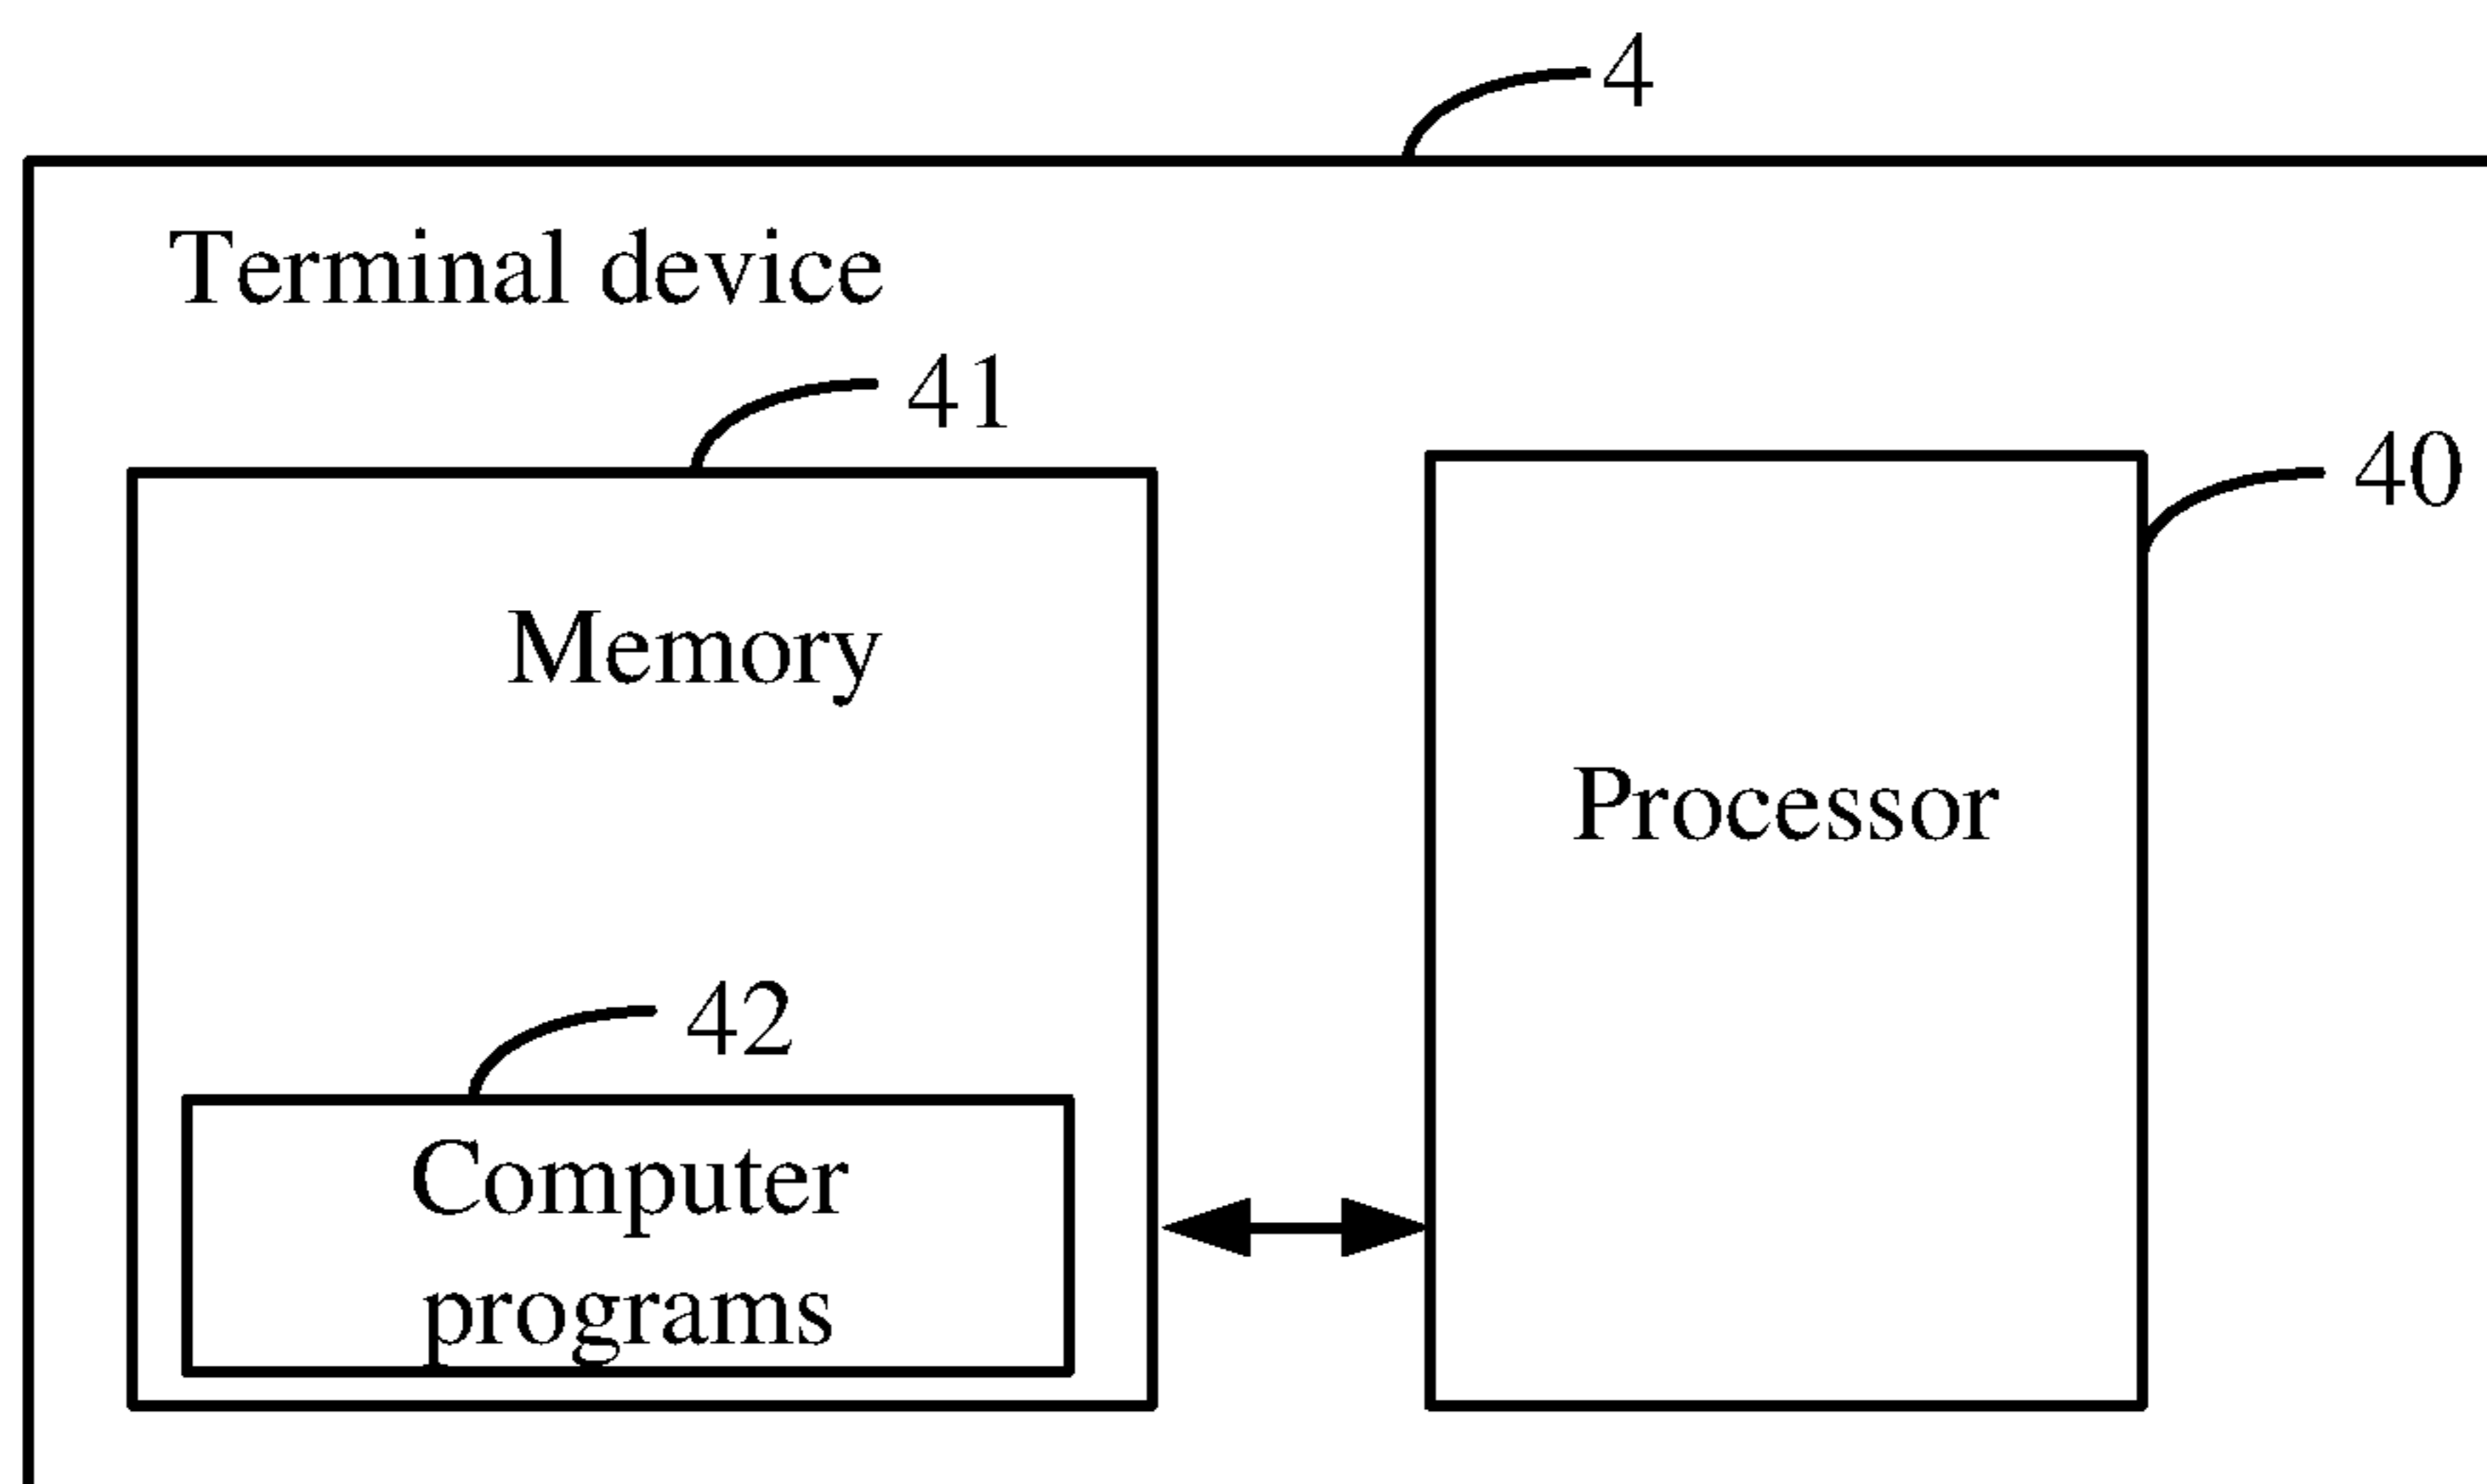 4
Terminal device
41
40
Memory
Processor
42
Computer
programs